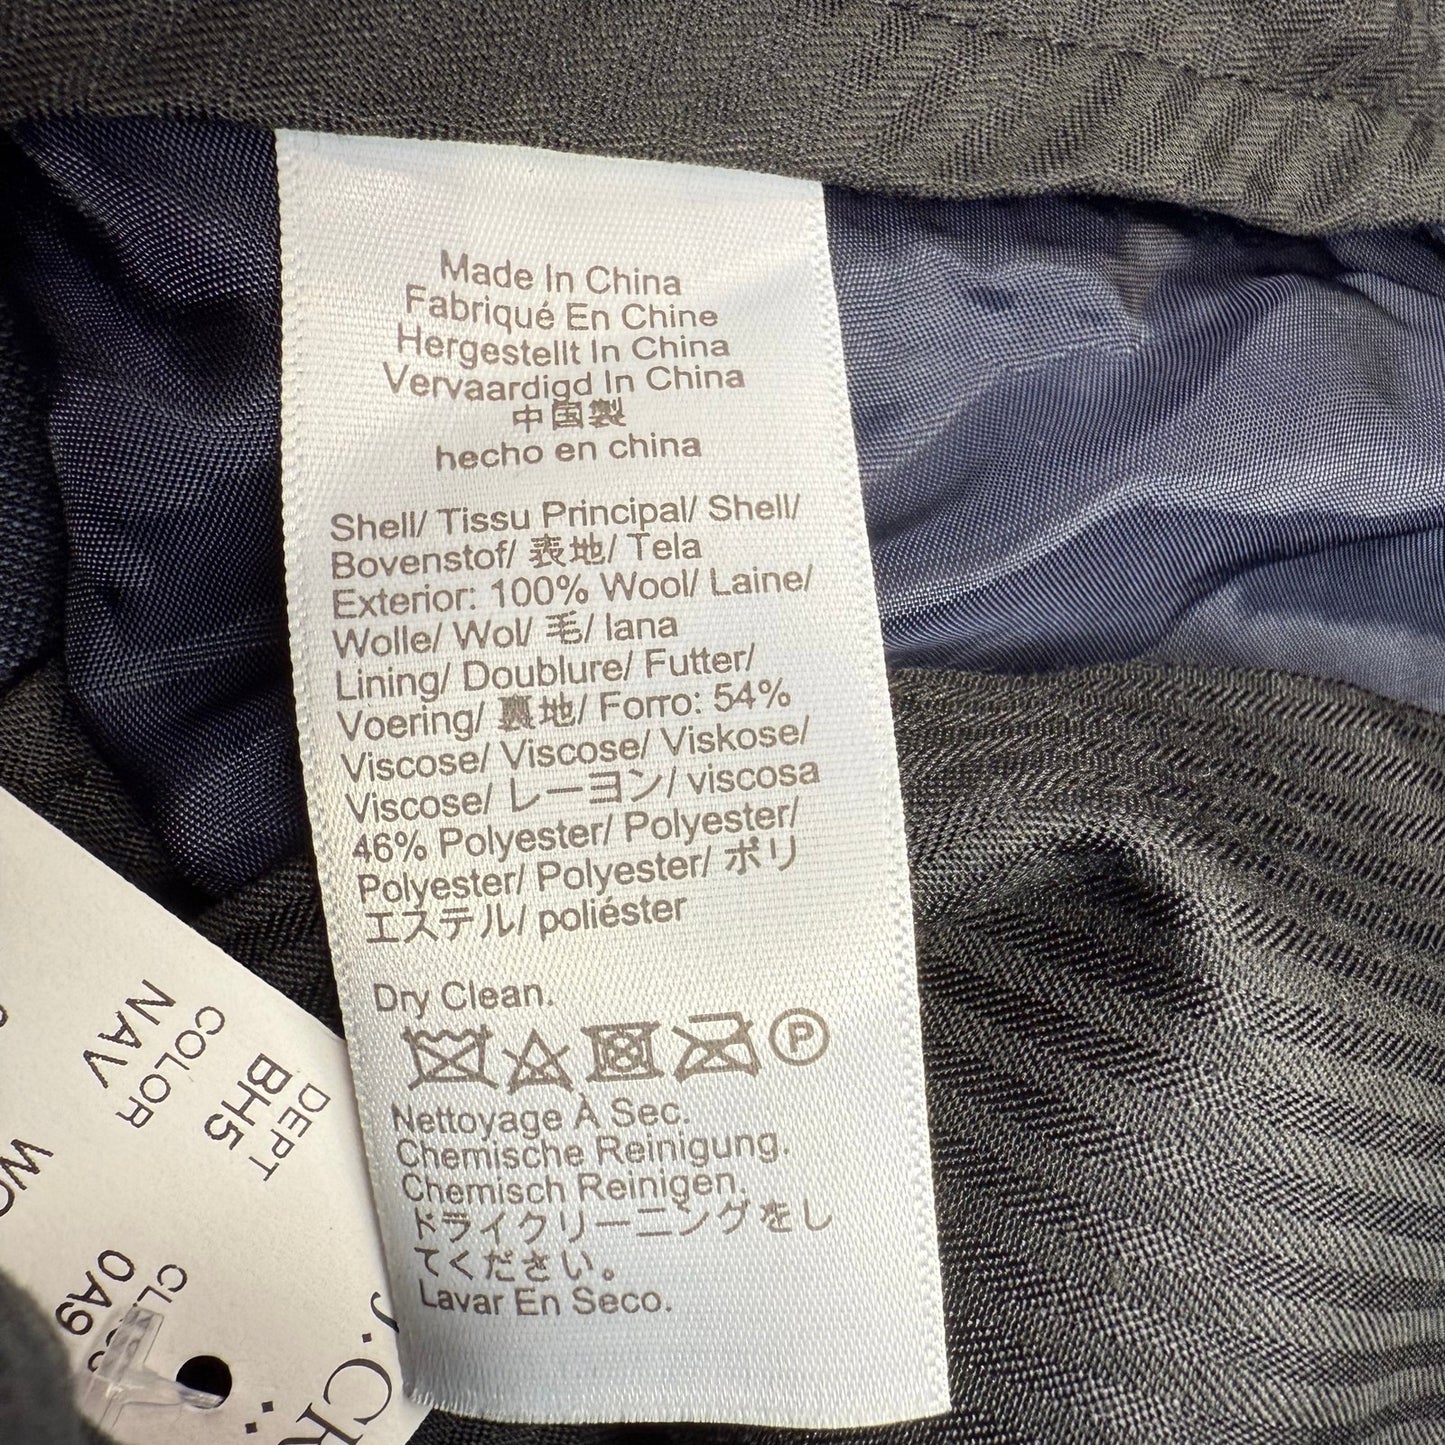 Made In China
Fabriqué En Chine
Hergestellt In China
Vervaardigd In China
中国製
hecho en china
Shell/ Tissu Principal/ Shell/
Bovenstof/ 表地/ Tela
Exterior: 100% Wool/ Laine/
Wolle/ Wol/ 毛/ lana
Lining/ Doublure/ Futter/
Voering/ 裏地/ Forro: 54%
Viscose/ Viscose/ Viskose/
Viscose/ レーヨン/ viscosa
46% Polyester/ Polyester/
Polyester/ Polyester/ ポリ
エステル/ poliéster
Dry Clean.
P
Nettoyage À Sec.
Chemische Reinigung.
Chemisch Reinigen.
ドライクリーニングをし
てください。
Lavar En Seco.
DEPT
BH5
COLOR
NAV
0A9
J.CR